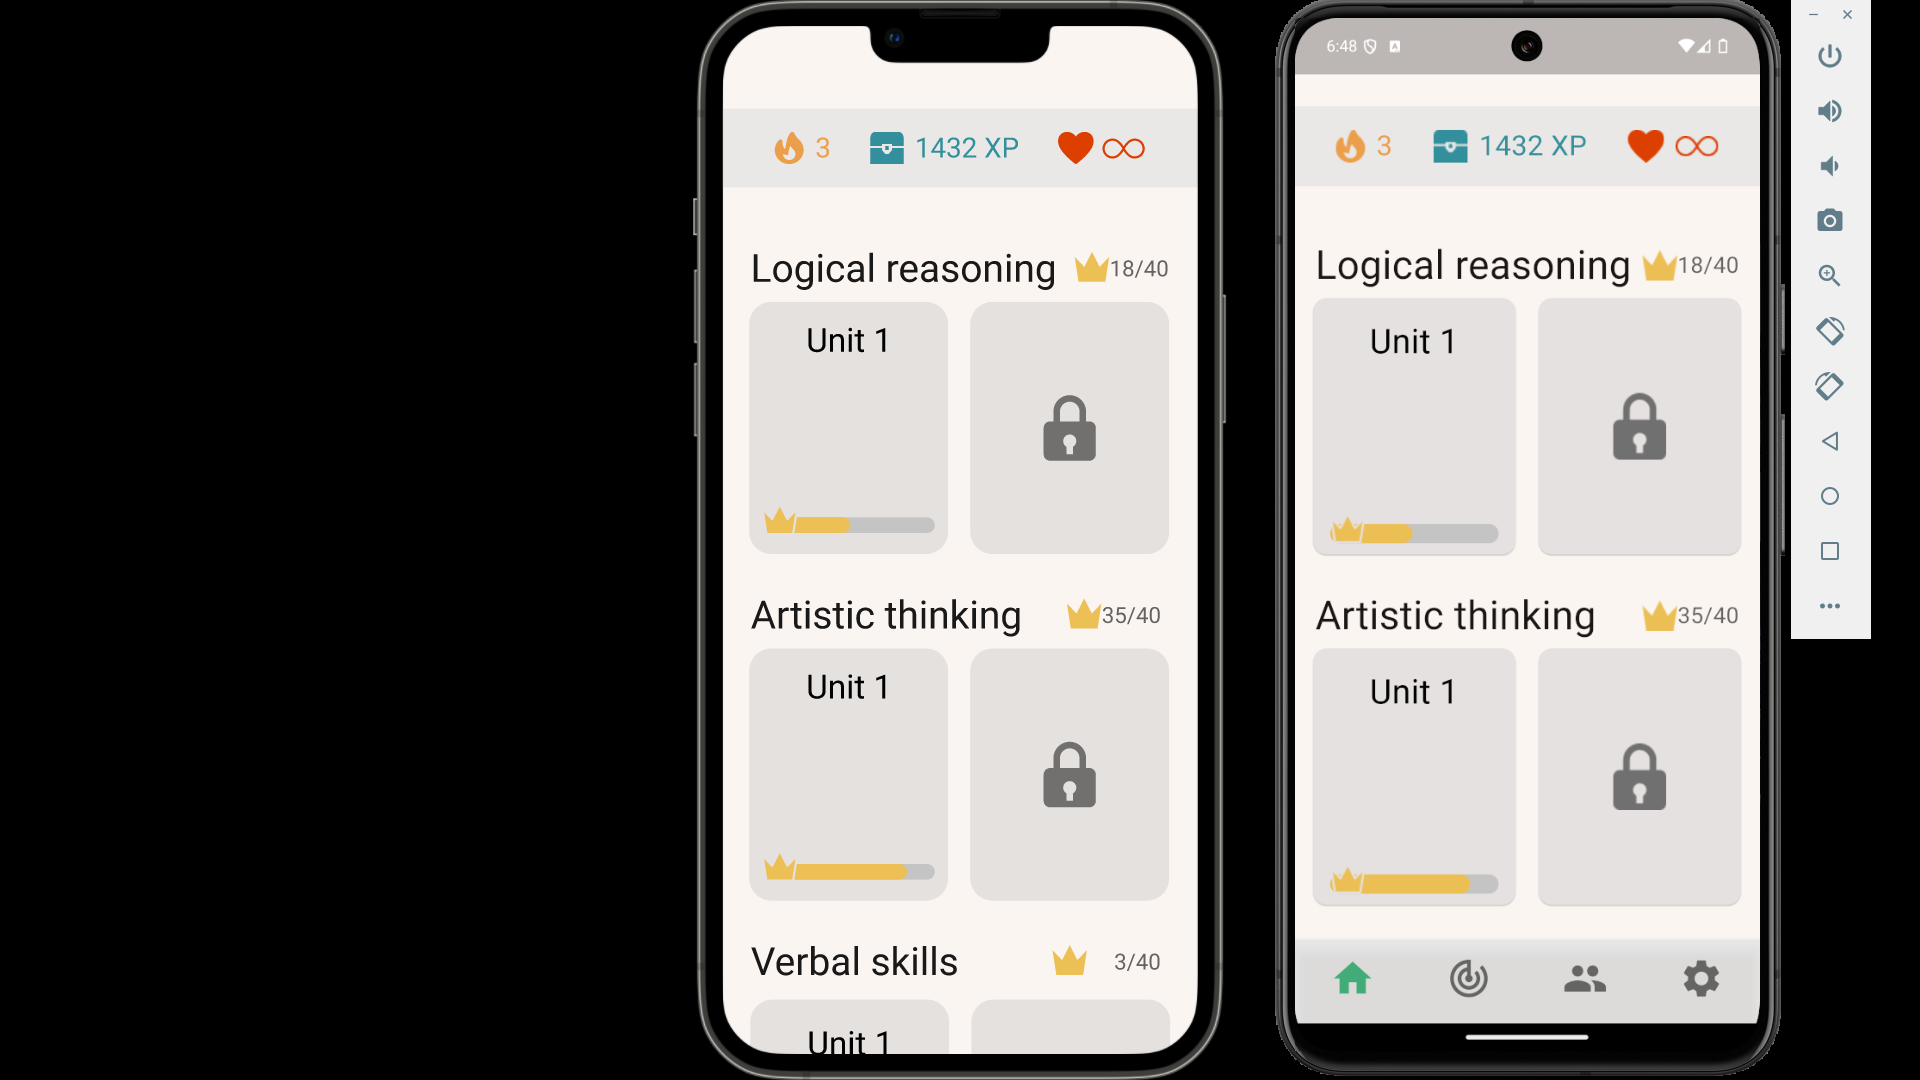 3 1432 XP
Logical reasoning 18/40
Unit 1
Artistic thinking 35/40
Unit 1
Verbal skills 3/40
Unit 1
6:48
3 1432 XP
Logical reasoning 18/40
Unit 1
Artistic thinking 35/40
Unit 1